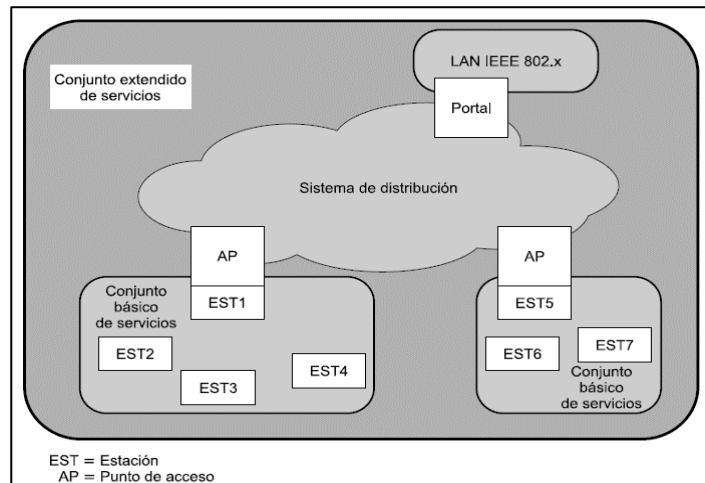 LAN IEEE 802.x
Conjunto extendido
de servicios
Portal
Sistema de distribución
AP
AP
Conjunto
básico
de servicios
EST1
EST5
EST2
EST3
EST4
EST6
EST7
Conjunto
básico
de servicios
EST = Estación
AP = Punto de acceso